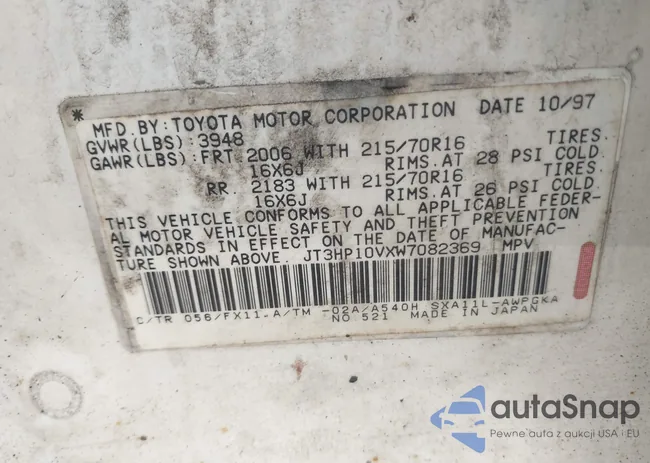 * MFD. BY: TOYOTA MOTOR CORPORATION DATE 10/97
GVWR(LBS): 3948
GAWR(LBS): FRT. 2006 WITH 215/70R16 TIRES.
16X6J RIMS. AT 28 PSI COLD.
RR. 2183 WITH 215/70R16 TIRES.
16X6J RIMS. AT 26 PSI COLD.
THIS VEHICLE CONFORMS TO ALL APPLICABLE FEDER-
AL MOTOR VEHICLE SAFETY AND THEFT PREVENTION
STANDARDS IN EFFECT ON THE DATE OF MANUFAC-
TURE SHOWN ABOVE. JT3HP10VXW7082369 MPV
C/TR 056/FX11 A/TM -02A/A540H SXA11L-AWPGKA
NO.521 MADE IN JAPAN
autaSnap
Pewne auta z aukcji USA i EU